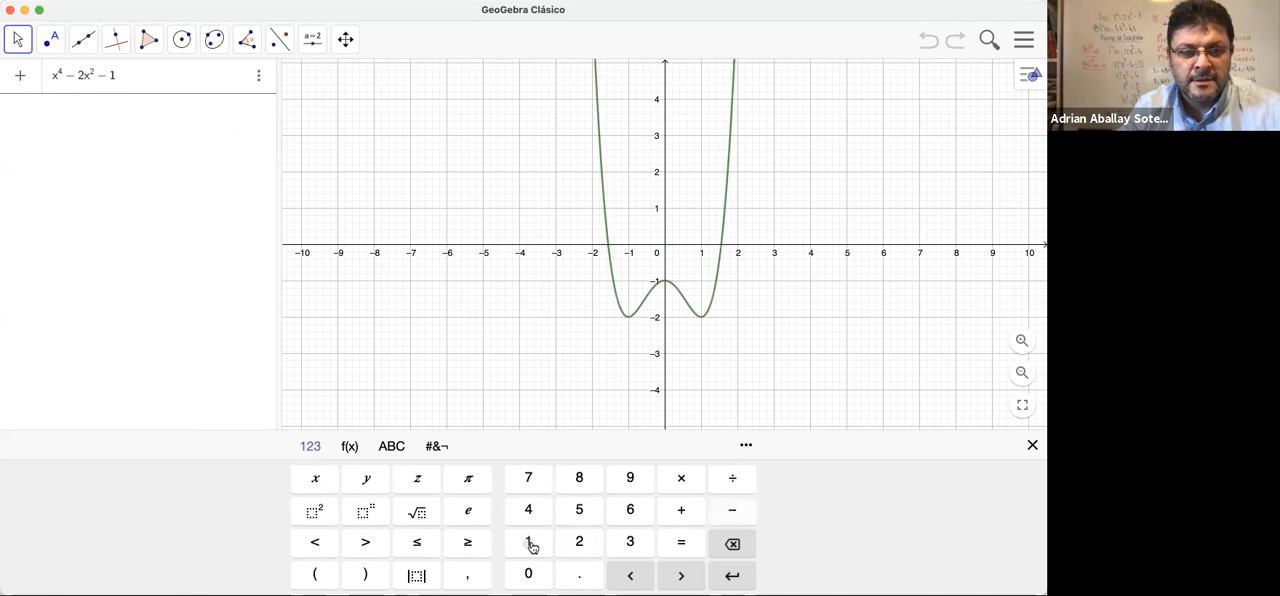 GeoGebra Clásico
a=2
x⁴ − 2x² − 1
4
3
2
1
−10 −9 −8 −7 −6 −5 −4 −3 −2 −1 0 1 2 3 4 5 6 7 8 9 10
−1
−2
−3
−4
Adrian Aballay Sote...
123 f(x) ABC #&¬
x y z π 7 8 9 × ÷
2 √ e 4 5 6 + −
< > ≤ ≥ 1 2 3 =
( ) , 0 . < >